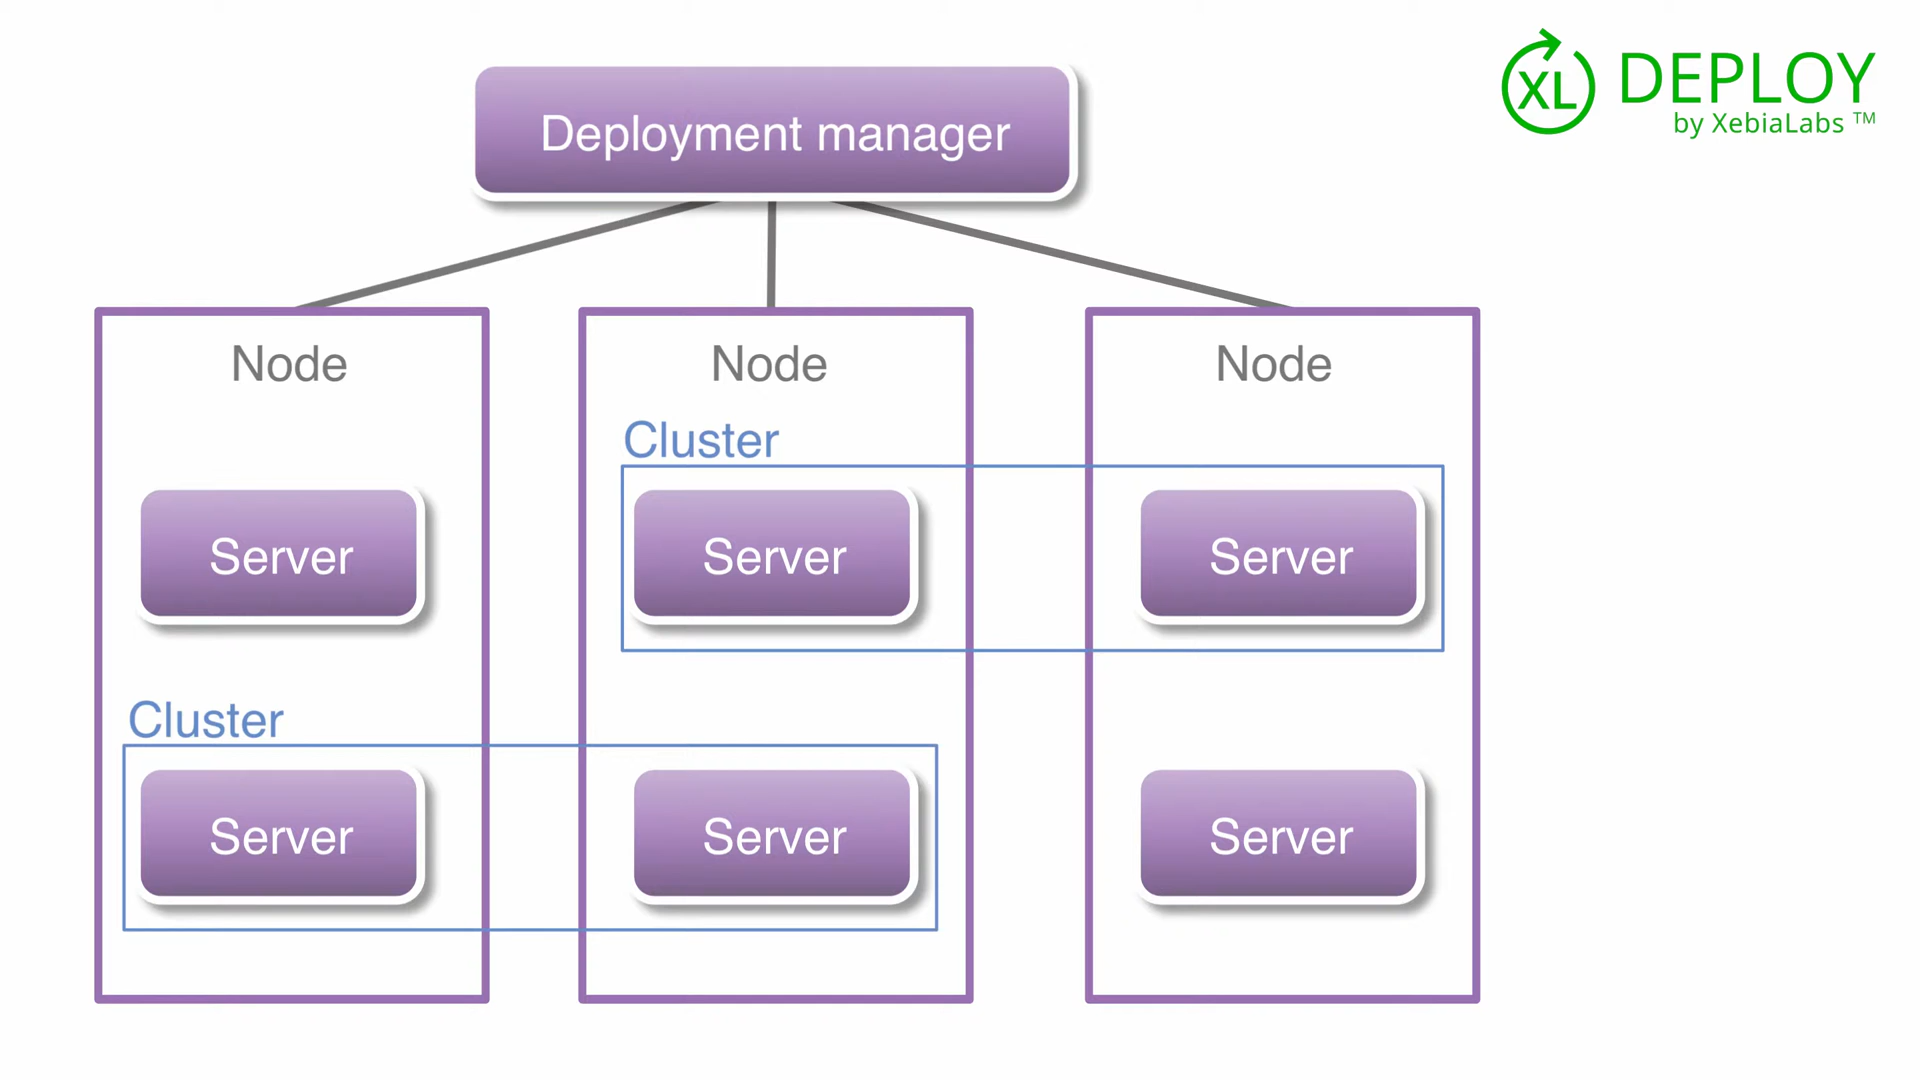 Deployment manager
XL DEPLOY
by XebiaLabs ™
Node
Node
Node
Cluster
Server
Server
Server
Cluster
Server
Server
Server